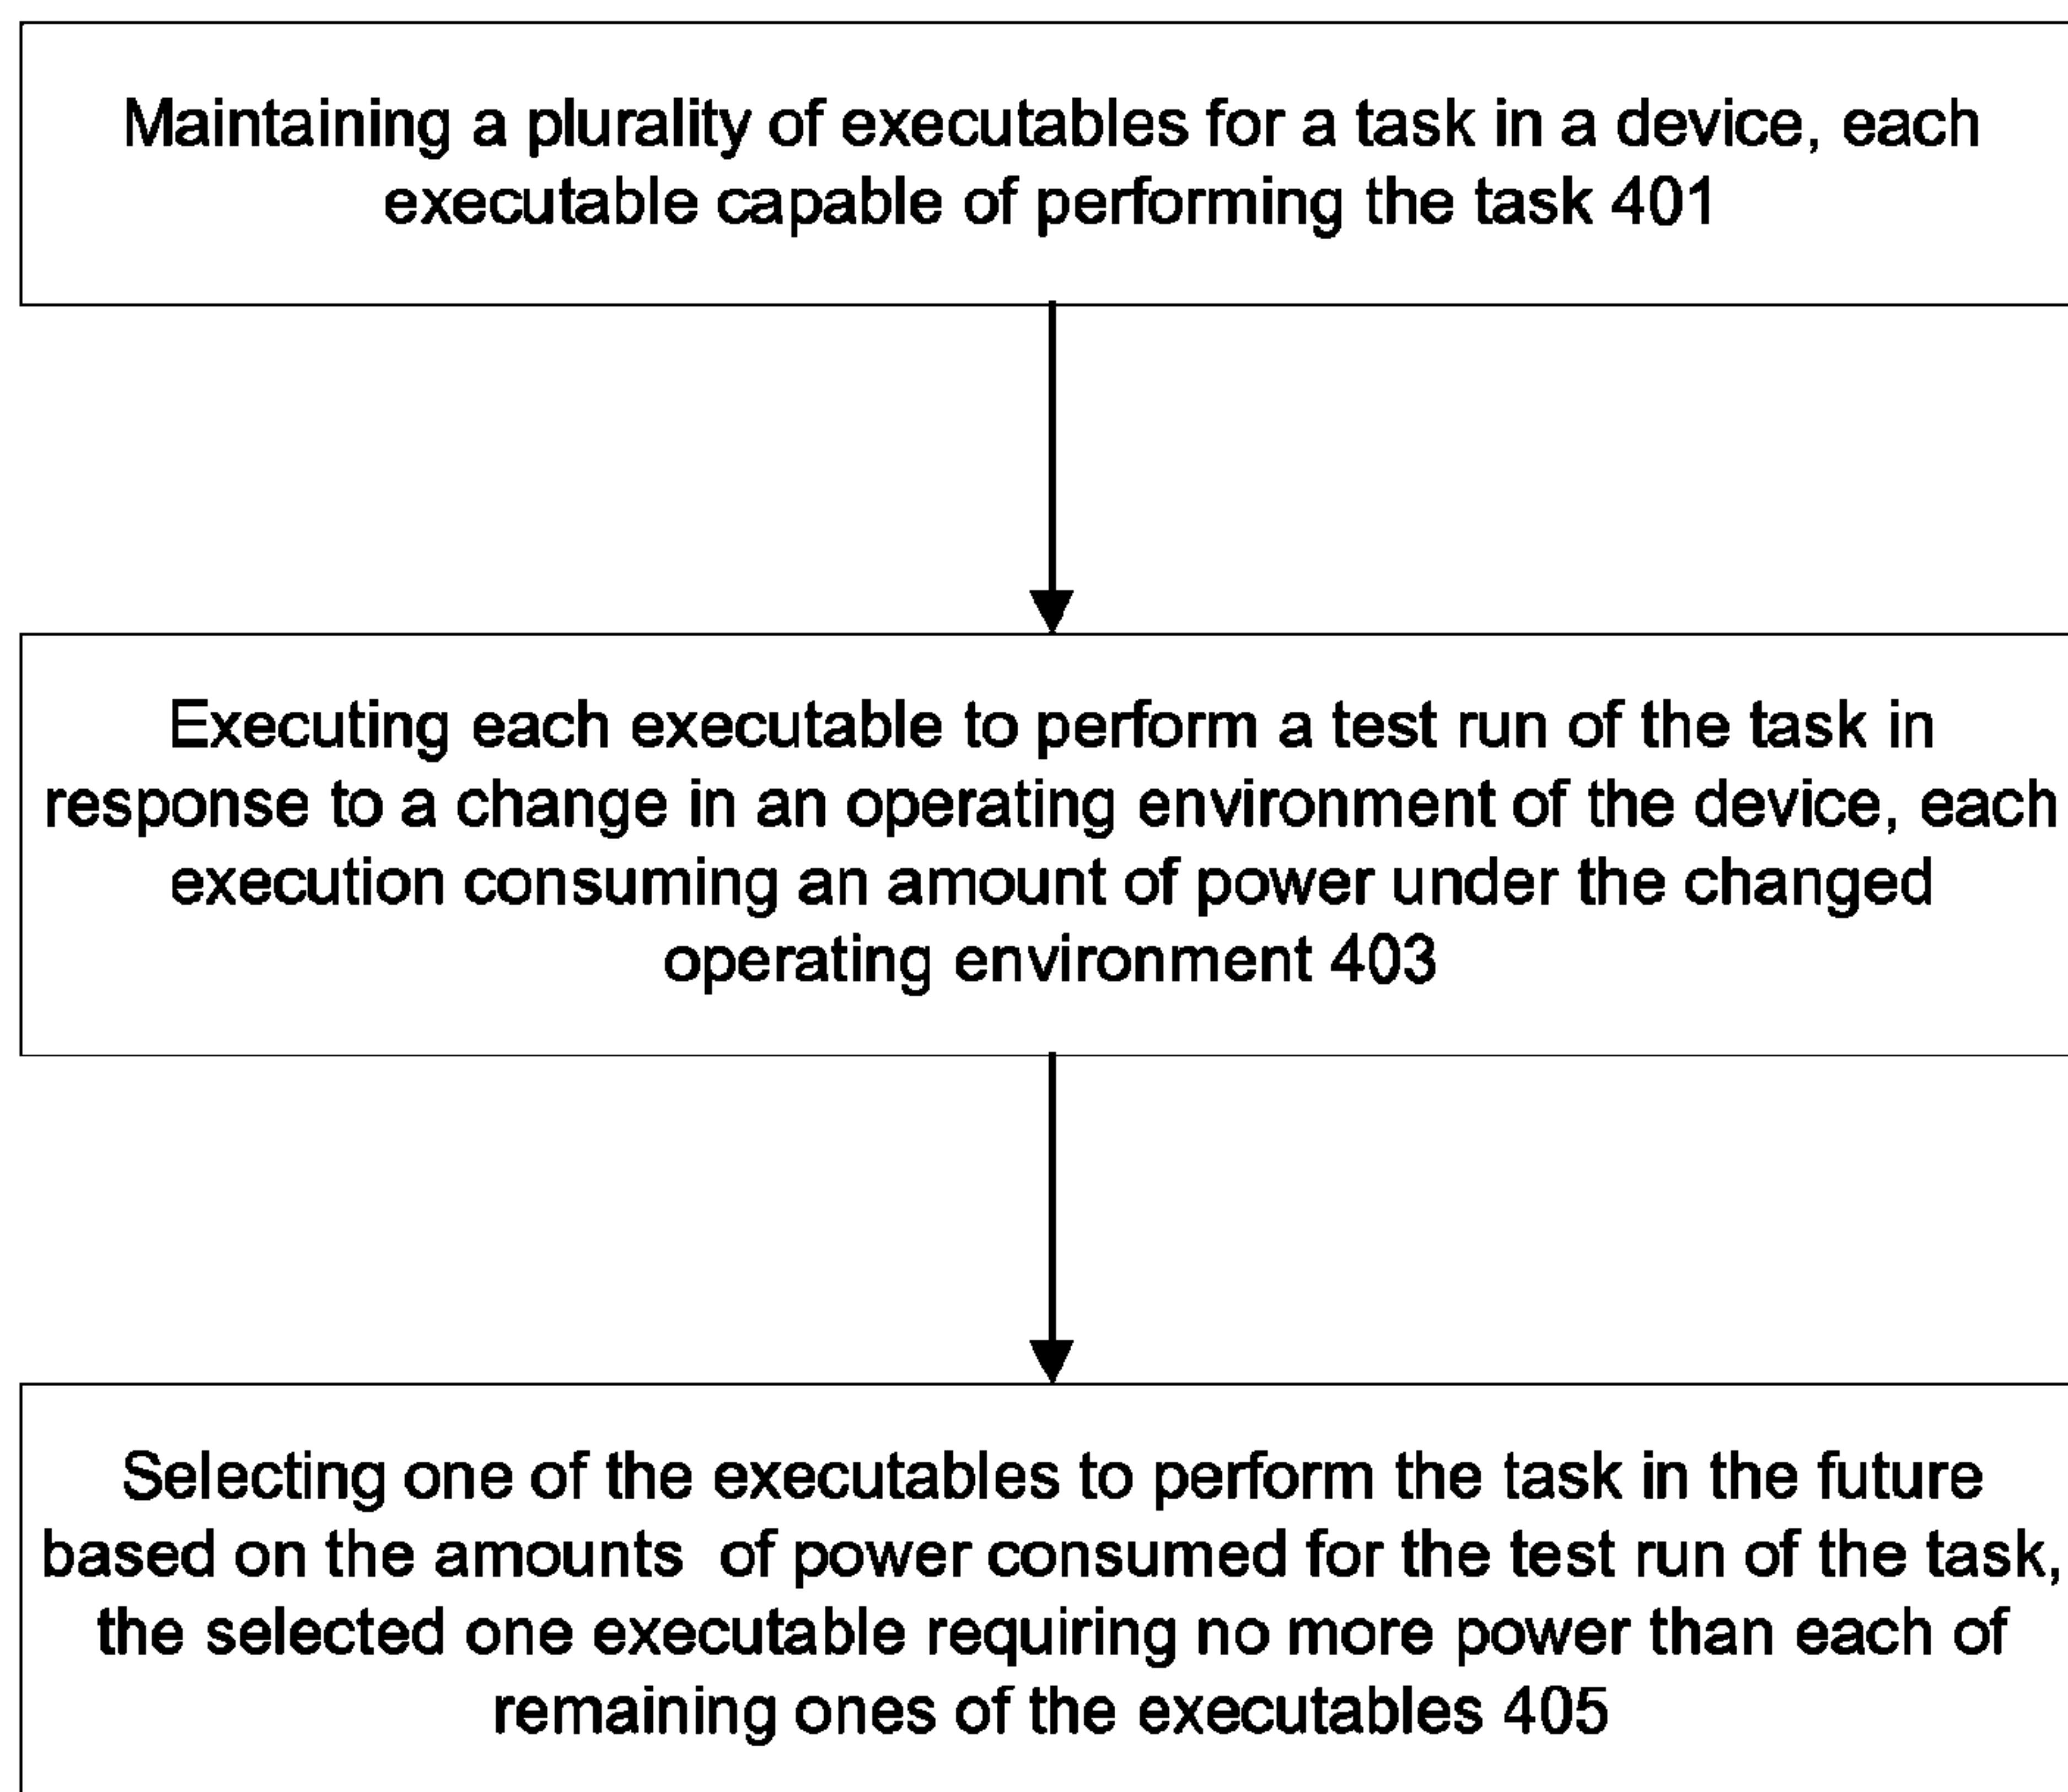 Maintaining a plurality of executables for a task in a device, each
executable capable of performing the task 401
Executing each executable to perform a test run of the task in
response to a change in an operating environment of the device, each
execution consuming an amount of power under the changed
operating environment 403
Selecting one of the executables to perform the task in the future
based on the amounts of power consumed for the test run of the task,
the selected one executable requiring no more power than each of
remaining ones of the executables 405